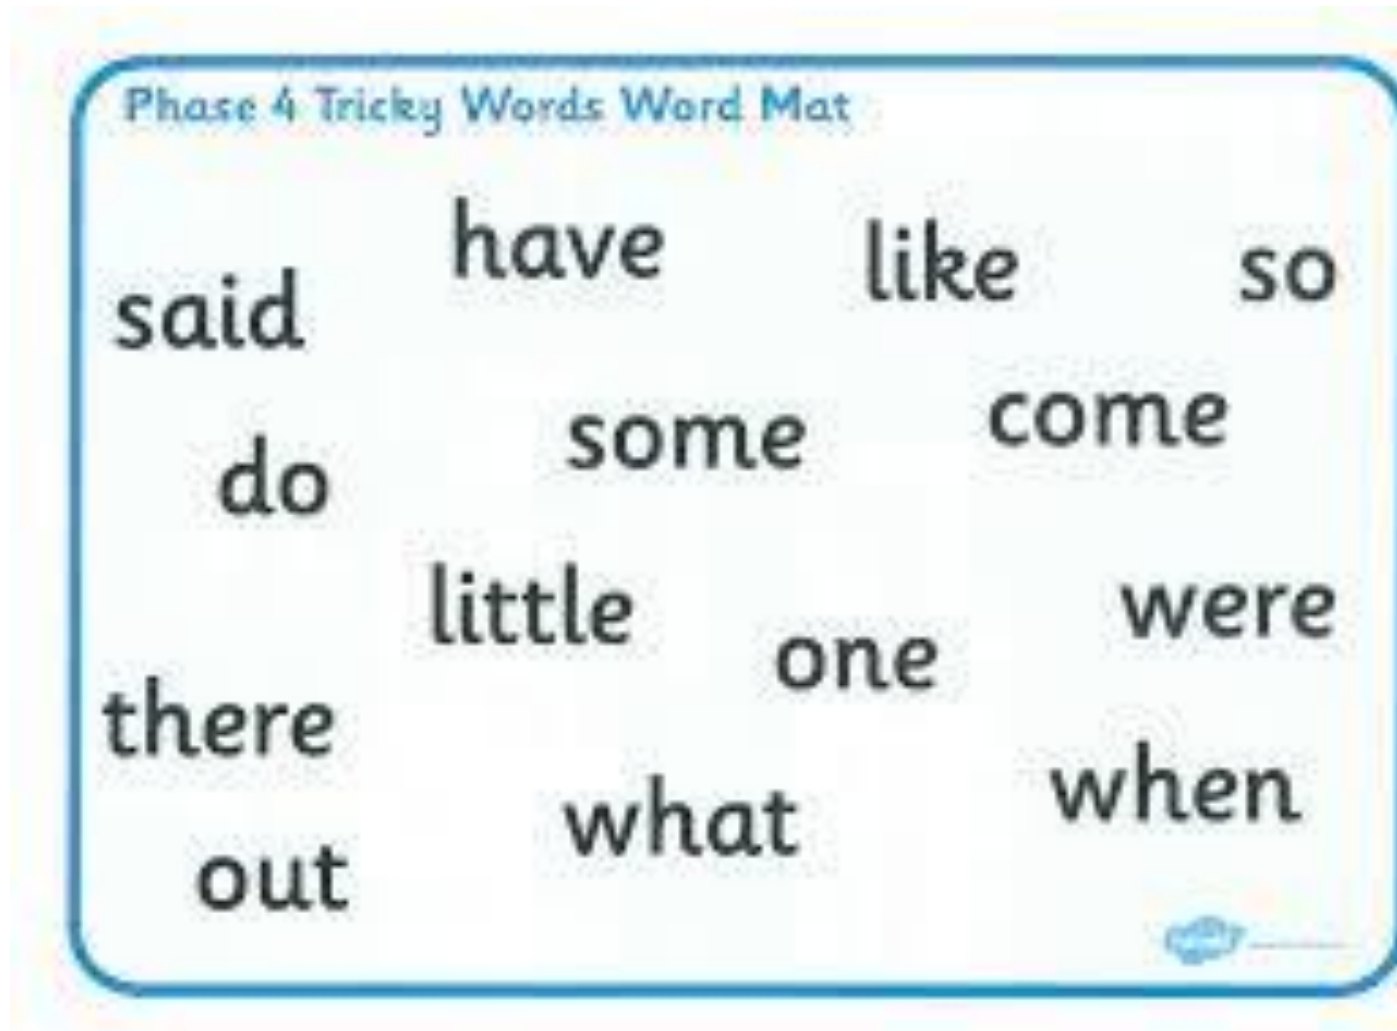 Phase 4 Tricky Words Word Mat
said have like so
do some come
little one were
there what when
out